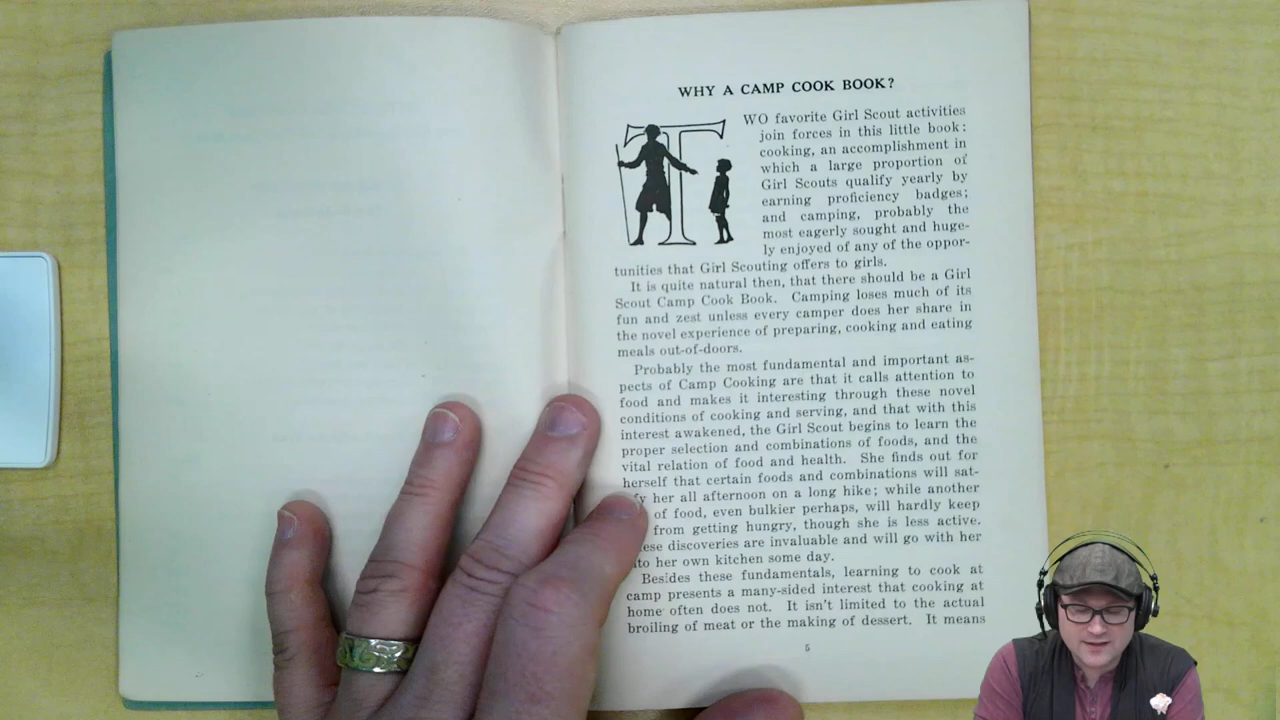 WHY A CAMP COOK BOOK?
TWO favorite Girl Scout activities
join forces in this little book:
cooking, an accomplishment in
which a large proportion of
Girl Scouts qualify yearly by
earning proficiency badges;
and camping, probably the
most eagerly sought and huge-
ly enjoyed of any of the oppor-
tunities that Girl Scouting offers to girls.
It is quite natural then, that there should be a Girl
Scout Camp Cook Book. Camping loses much of its
fun and zest unless every camper does her share in
the novel experience of preparing, cooking and eating
meals out-of-doors.
Probably the most fundamental and important as-
pects of Camp Cooking are that it calls attention to
food and makes it interesting through these novel
conditions of cooking and serving, and that with this
interest awakened, the Girl Scout begins to learn the
proper selection and combinations of foods, and the
vital relation of food and health. She finds out for
herself that certain foods and combinations will sat-
fy her all afternoon on a long hike; while another
of food, even bulkier perhaps, will hardly keep
from getting hungry, though she is less active.
ese discoveries are invaluable and will go with her
to her own kitchen some day.
Besides these fundamentals, learning to cook at
camp presents a many-sided interest that cooking at
home often does not. It isn't limited to the actual
broiling of meat or the making of dessert. It means
5